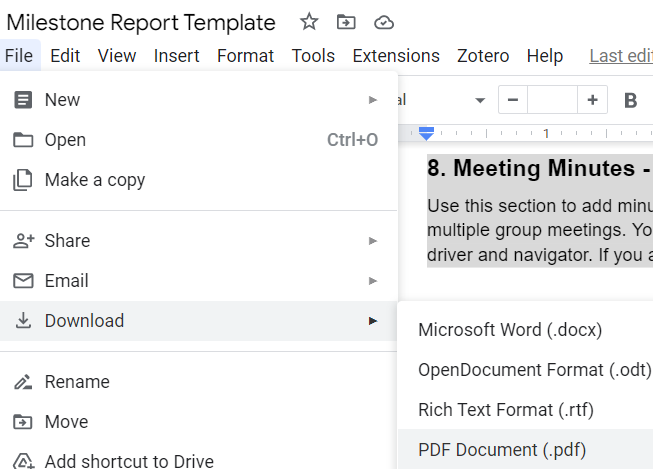 Milestone Report Template
File Edit View Insert Format Tools Extensions Zotero Help Last edi
New
al
B
Open Ctrl+O
1
Make a copy
8. Meeting Minutes -
Use this section to add minu
multiple group meetings. Yo
driver and navigator. If you a
Share
Email
Download
Microsoft Word (.docx)
OpenDocument Format (.odt)
Rich Text Format (.rtf)
PDF Document (.pdf)
Rename
Move
Add shortcut to Drive